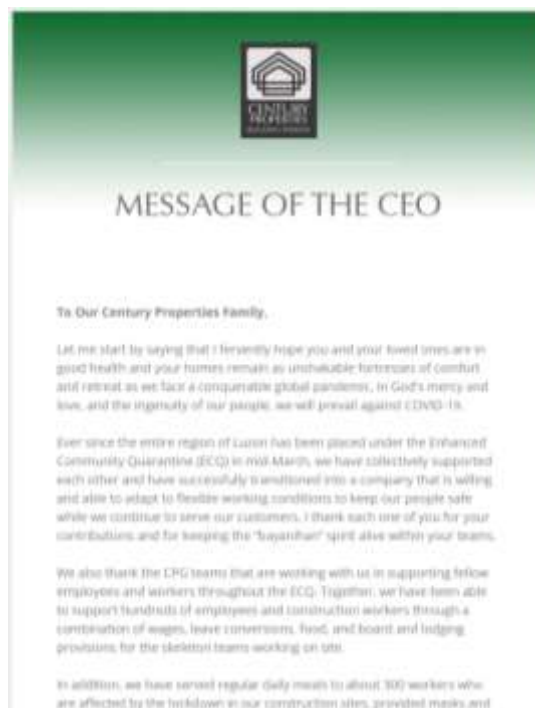 CENTURY
PROPERTIES
MESSAGE OF THE CEO
To Our Century Properties Family,
Let me start by saying that I fervently hope you and your loved ones are in
good health and your homes remain as unshakable fortresses of comfort
and retreat as we face a conquerable global pandemic. In God's mercy and
love, and the ingenuity of our people, we will prevail against COVID-19.
Ever since the entire region of Luzon has been placed under the Enhanced
Community Quarantine (ECQ) in mid-March, we have collectively supported
each other and have successfully transitioned into a company that is willing
and able to adapt to flexible working conditions to keep our people safe
while we continue to serve our customers. I thank each one of you for your
contributions and for keeping the "bayanihan" spirit alive within your teams.
We also thank the CPG teams that are working with us in supporting fellow
employees and workers throughout the ECQ. Together, we have been able
to support hundreds of employees and construction workers through a
combination of wages, leave conversions, food, and board and lodging
provisions for the skeleton teams working on site.
In addition, we have served regular daily meals to about 300 workers who
are affected by the lockdown in our construction sites, provided masks and